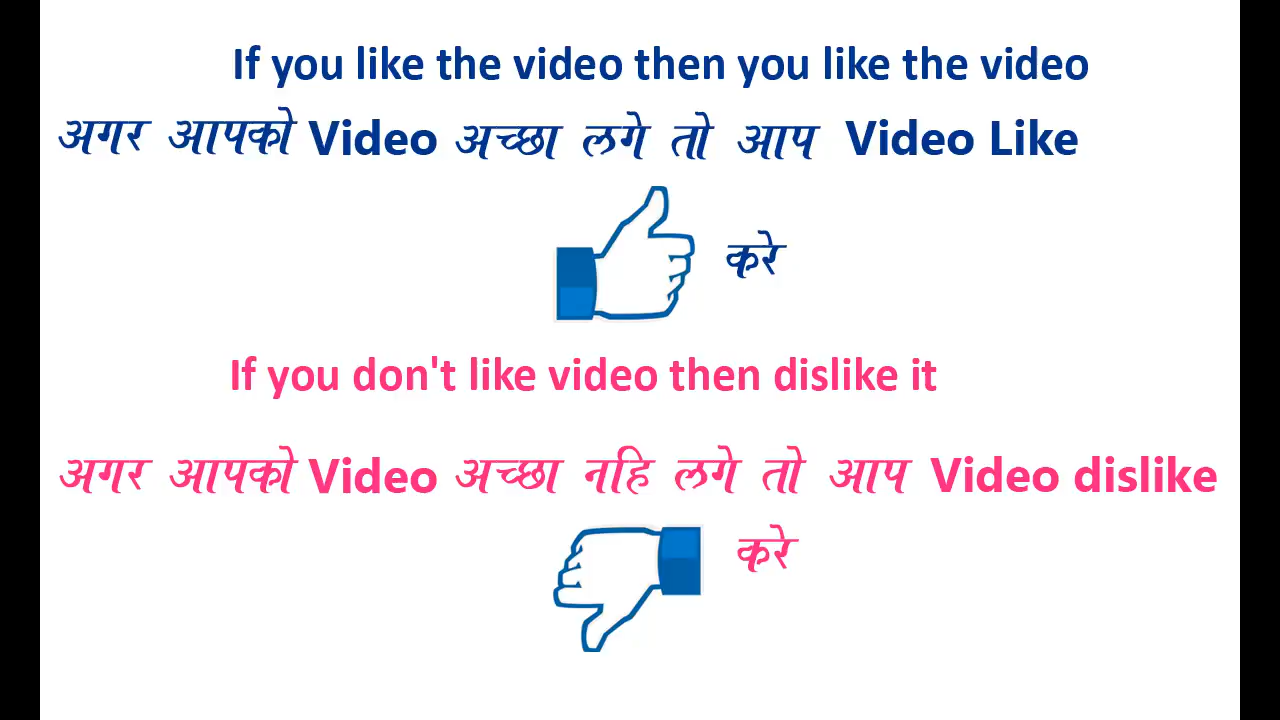 If you like the video then you like the video
अगर आपको Video अच्छा लगे तो आप Video Like
करे
If you don't like video then dislike it
अगर आपको Video अच्छा नहि लगे तो आप Video dislike
करे